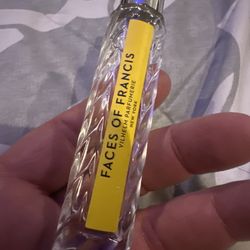 FACES OF FRANCIS
VILHELM PARFUMERIE
NEW YORK